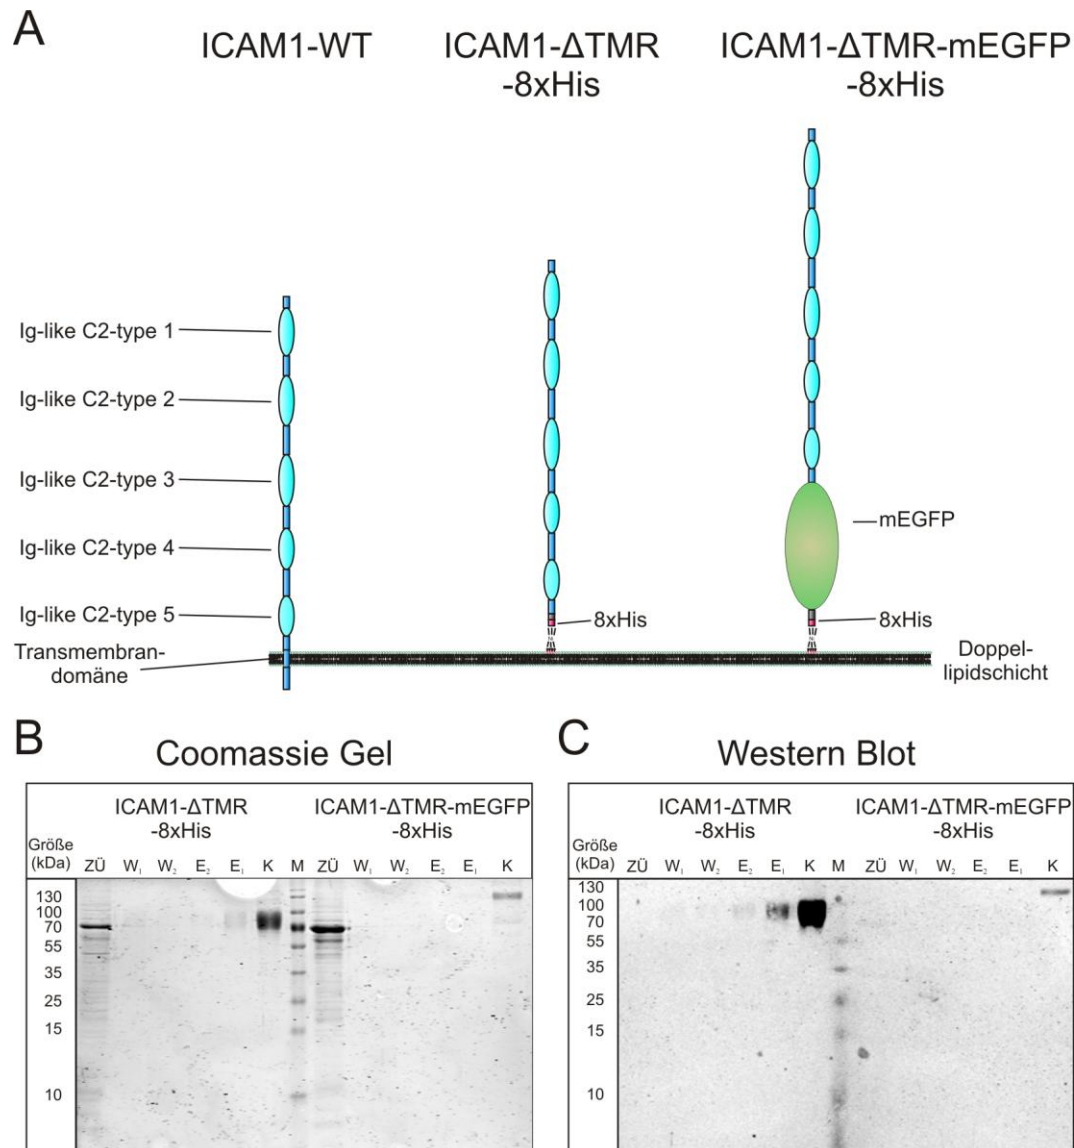 A
ICAM1-WT
ICAM1-ΔTMR
-8xHis
ICAM1-ΔTMR-mEGFP
-8xHis
Ig-like C2-type 1
Ig-like C2-type 2
Ig-like C2-type 3
Ig-like C2-type 4
Ig-like C2-type 5
Transmembran-
domäne
mEGFP
8xHis
8xHis
Doppel-
lipidschicht
B
Coomassie Gel
ICAM1-ΔTMR
-8xHis
ICAM1-ΔTMR-mEGFP
-8xHis
Größe
(kDa)
ZÜ W₁ W₂ E₂ E₁ K M ZÜ W₁ W₂ E₂ E₁ K
130
100
70
55
35
25
15
10
C
Western Blot
ICAM1-ΔTMR
-8xHis
ICAM1-ΔTMR-mEGFP
-8xHis
Größe
(kDa)
ZÜ W₁ W₂ E₂ E₁ K M ZÜ W₁ W₂ E₂ E₁ K
130
100
70
55
35
25
15
10